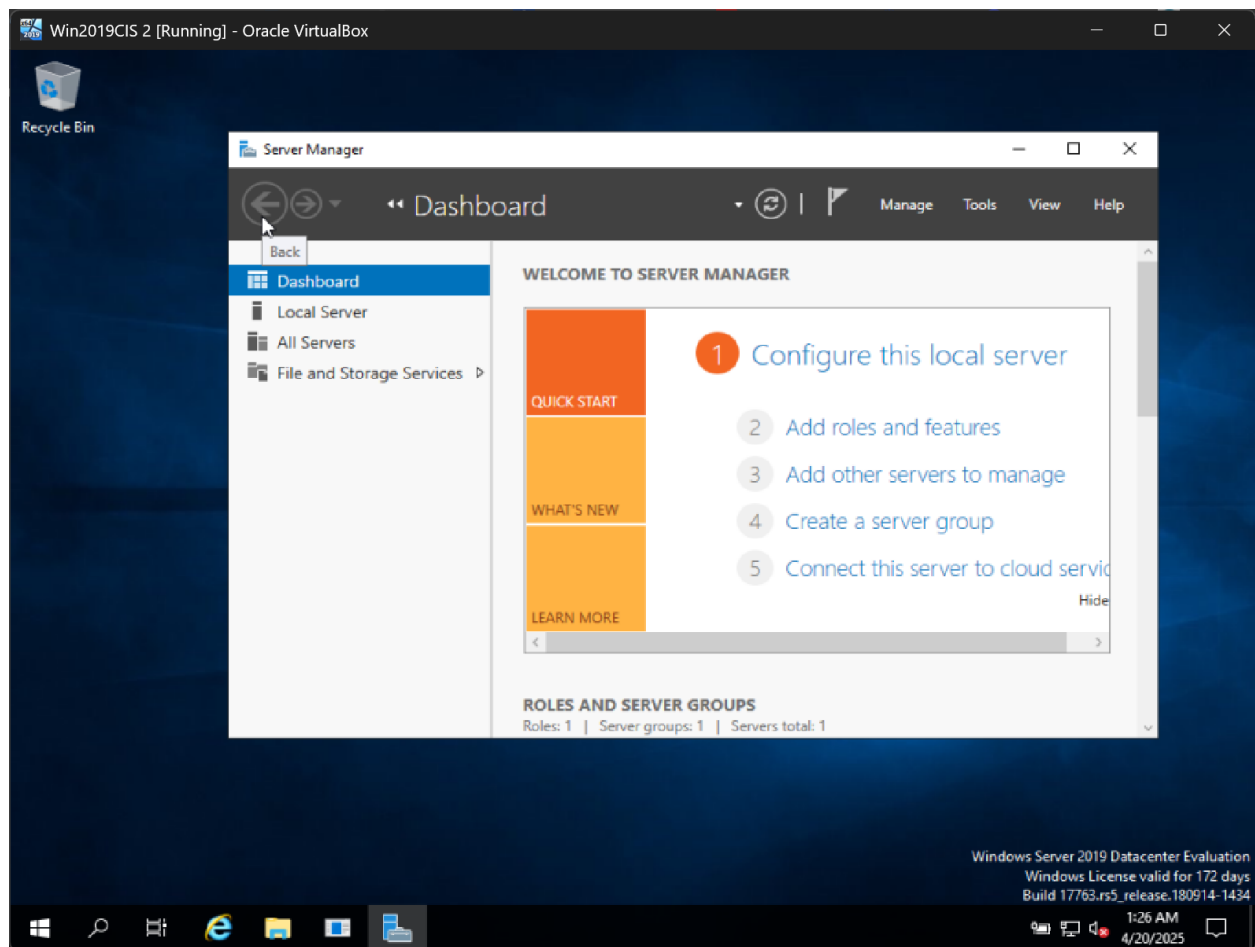 Win2019CIS 2 [Running] - Oracle VirtualBox
Recycle Bin
Server Manager
Dashboard
Manage Tools View Help
Back
Dashboard
Local Server
All Servers
File and Storage Services
WELCOME TO SERVER MANAGER
QUICK START
WHAT'S NEW
LEARN MORE
1 Configure this local server
2 Add roles and features
3 Add other servers to manage
4 Create a server group
5 Connect this server to cloud servic
Hide
ROLES AND SERVER GROUPS
Roles: 1 | Server groups: 1 | Servers total: 1
Windows Server 2019 Datacenter Evaluation
Windows License valid for 172 days
Build 17763.rs5_release.180914-1434
1:26 AM
4/20/2025